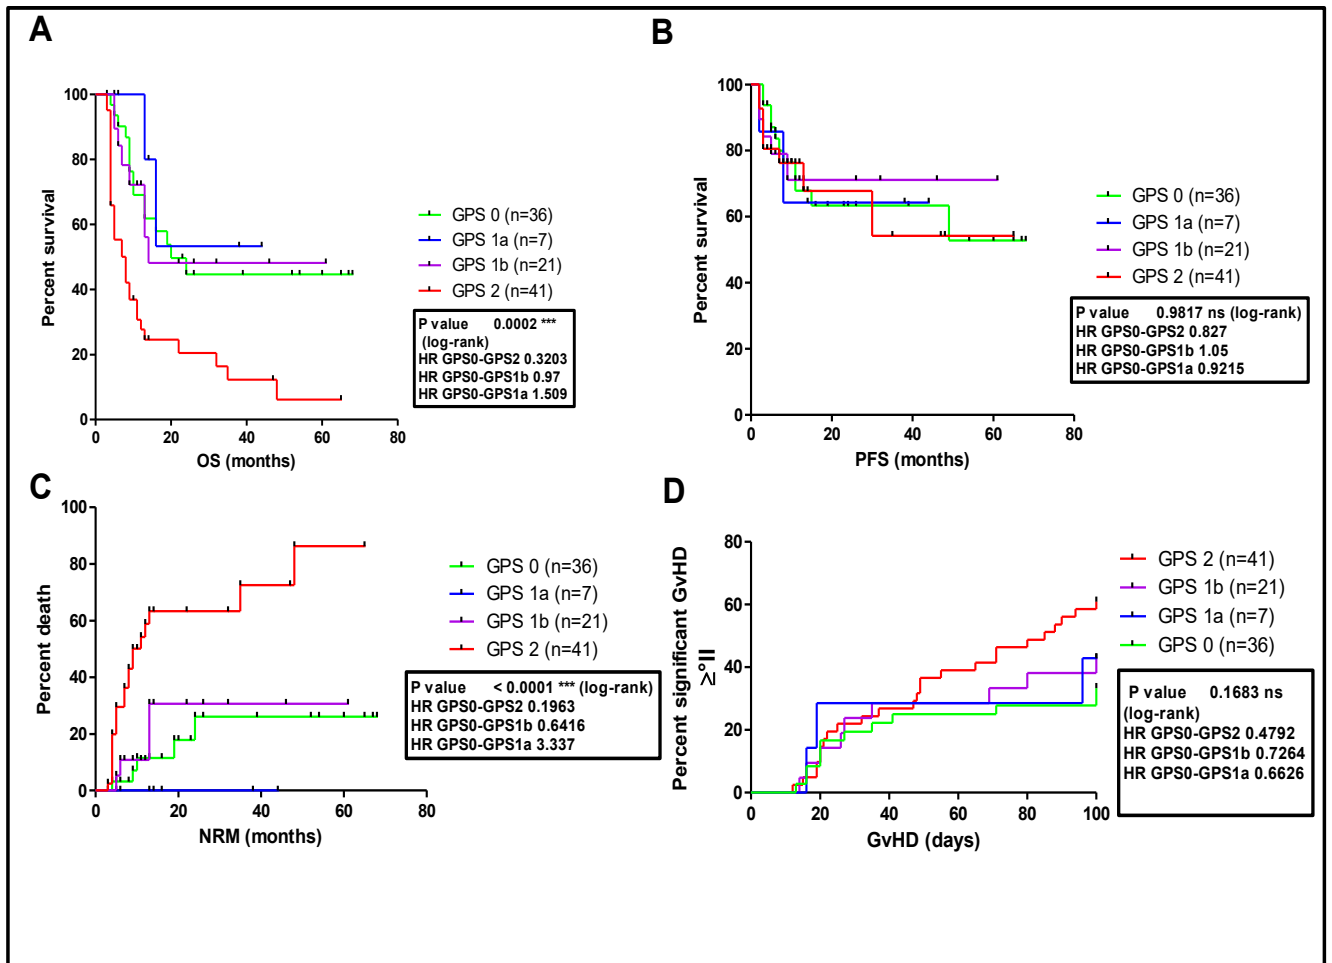 A
100
80
60
40
20
0
0 20 40 60 80
Percent survival
OS (months)
GPS 0 (n=36)
GPS 1a (n=7)
GPS 1b (n=21)
GPS 2 (n=41)
P value 0.0002 ***
(log-rank)
HR GPS0-GPS2 0.3203
HR GPS0-GPS1b 0.97
HR GPS0-GPS1a 1.509
B
100
80
60
40
20
0
0 20 40 60 80
Percent survival
PFS (months)
GPS 0 (n=36)
GPS 1a (n=7)
GPS 1b (n=21)
GPS 2 (n=41)
P value 0.9817 ns (log-rank)
HR GPS0-GPS2 0.827
HR GPS0-GPS1b 1.05
HR GPS0-GPS1a 0.9215
C
100
80
60
40
20
0
0 20 40 60 80
Percent death
NRM (months)
GPS 0 (n=36)
GPS 1a (n=7)
GPS 1b (n=21)
GPS 2 (n=41)
P value < 0.0001 *** (log-rank)
HR GPS0-GPS2 0.1963
HR GPS0-GPS1b 0.6416
HR GPS0-GPS1a 3.337
D
80
60
40
20
0
0 20 40 60 80 100
Percent significant GvHD
≥°II
GvHD (days)
GPS 2 (n=41)
GPS 1b (n=21)
GPS 1a (n=7)
GPS 0 (n=36)
P value 0.1683 ns
(log-rank)
HR GPS0-GPS2 0.4792
HR GPS0-GPS1b 0.7264
HR GPS0-GPS1a 0.6626